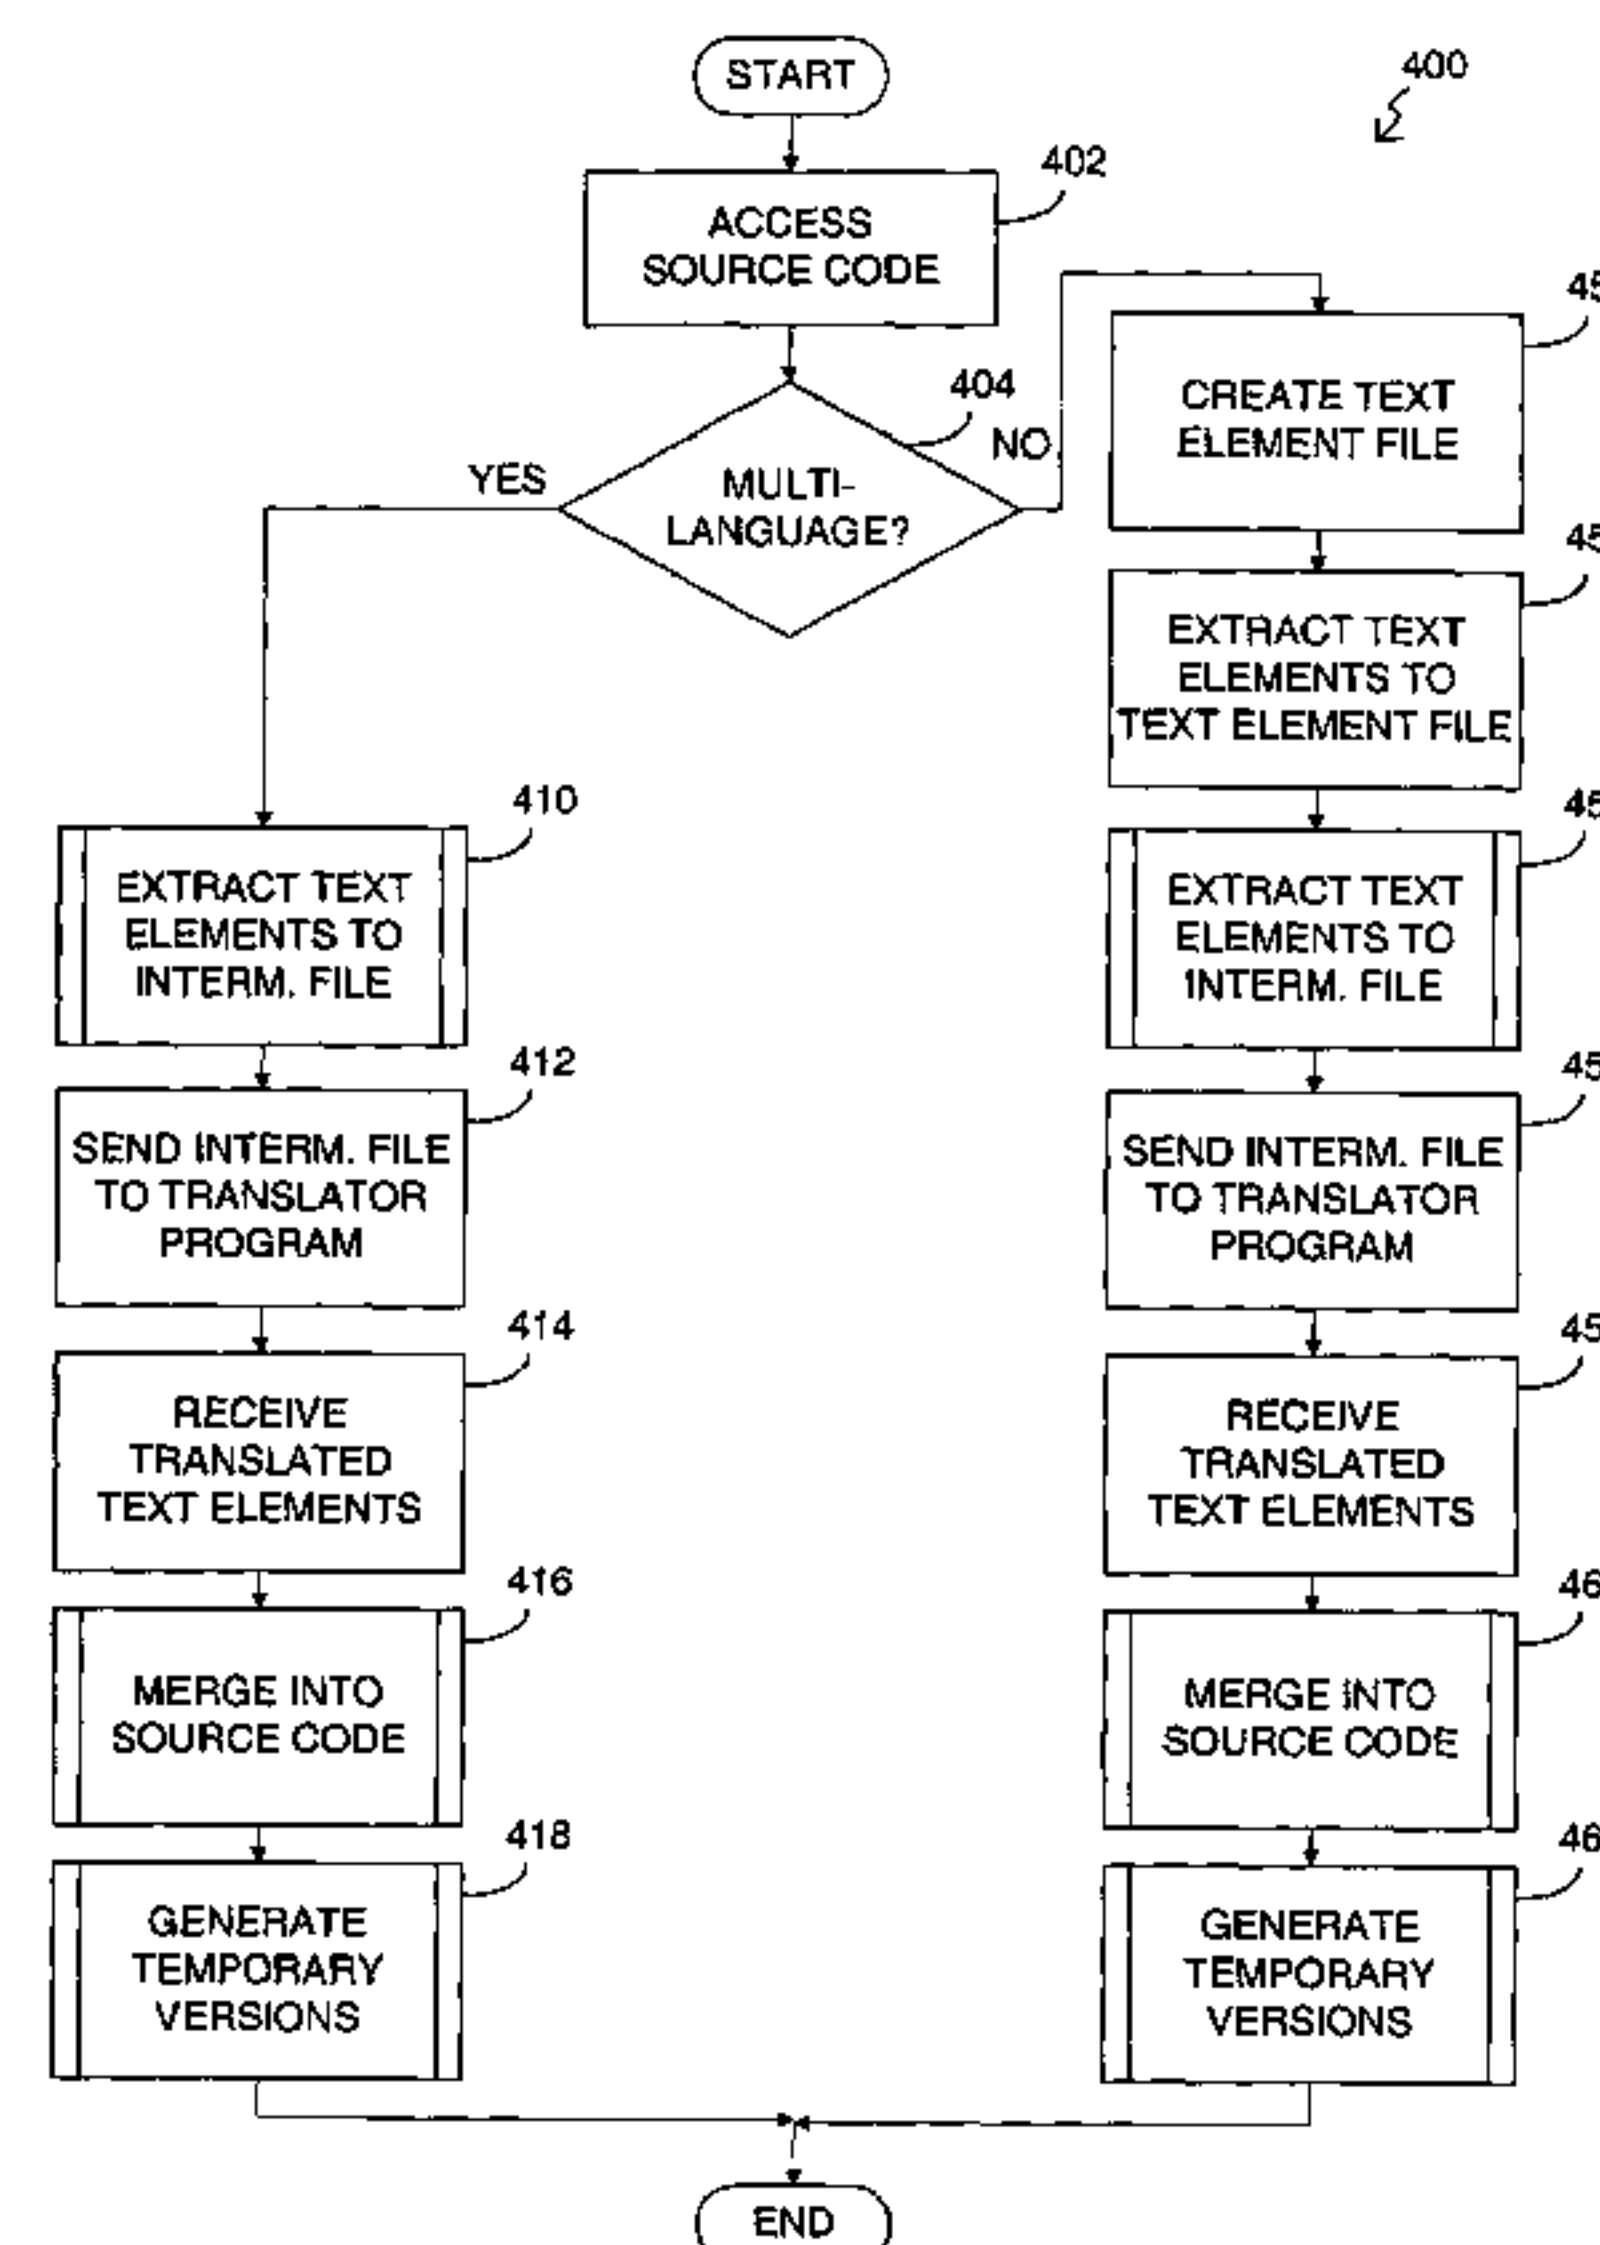 START
400
402
ACCESS
SOURCE CODE
404
YES
NO
MULTI-
LANGUAGE?
CREATE TEXT
ELEMENT FILE
EXTRACT TEXT
ELEMENTS TO
TEXT ELEMENT FILE
410
EXTRACT TEXT
ELEMENTS TO
INTERM. FILE
EXTRACT TEXT
ELEMENTS TO
INTERM. FILE
412
SEND INTERM. FILE
TO TRANSLATOR
PROGRAM
SEND INTERM. FILE
TO TRANSLATOR
PROGRAM
414
RECEIVE
TRANSLATED
TEXT ELEMENTS
RECEIVE
TRANSLATED
TEXT ELEMENTS
416
MERGE INTO
SOURCE CODE
MERGE INTO
SOURCE CODE
418
GENERATE
TEMPORARY
VERSIONS
GENERATE
TEMPORARY
VERSIONS
END